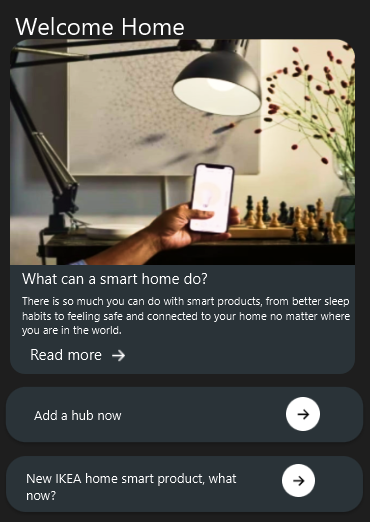 Welcome Home
What can a smart home do?
There is so much you can do with smart products, from better sleep
habits to feeling safe and connected to your home no matter where
you are in the world.
Read more
Add a hub now
New IKEA home smart product, what
now?